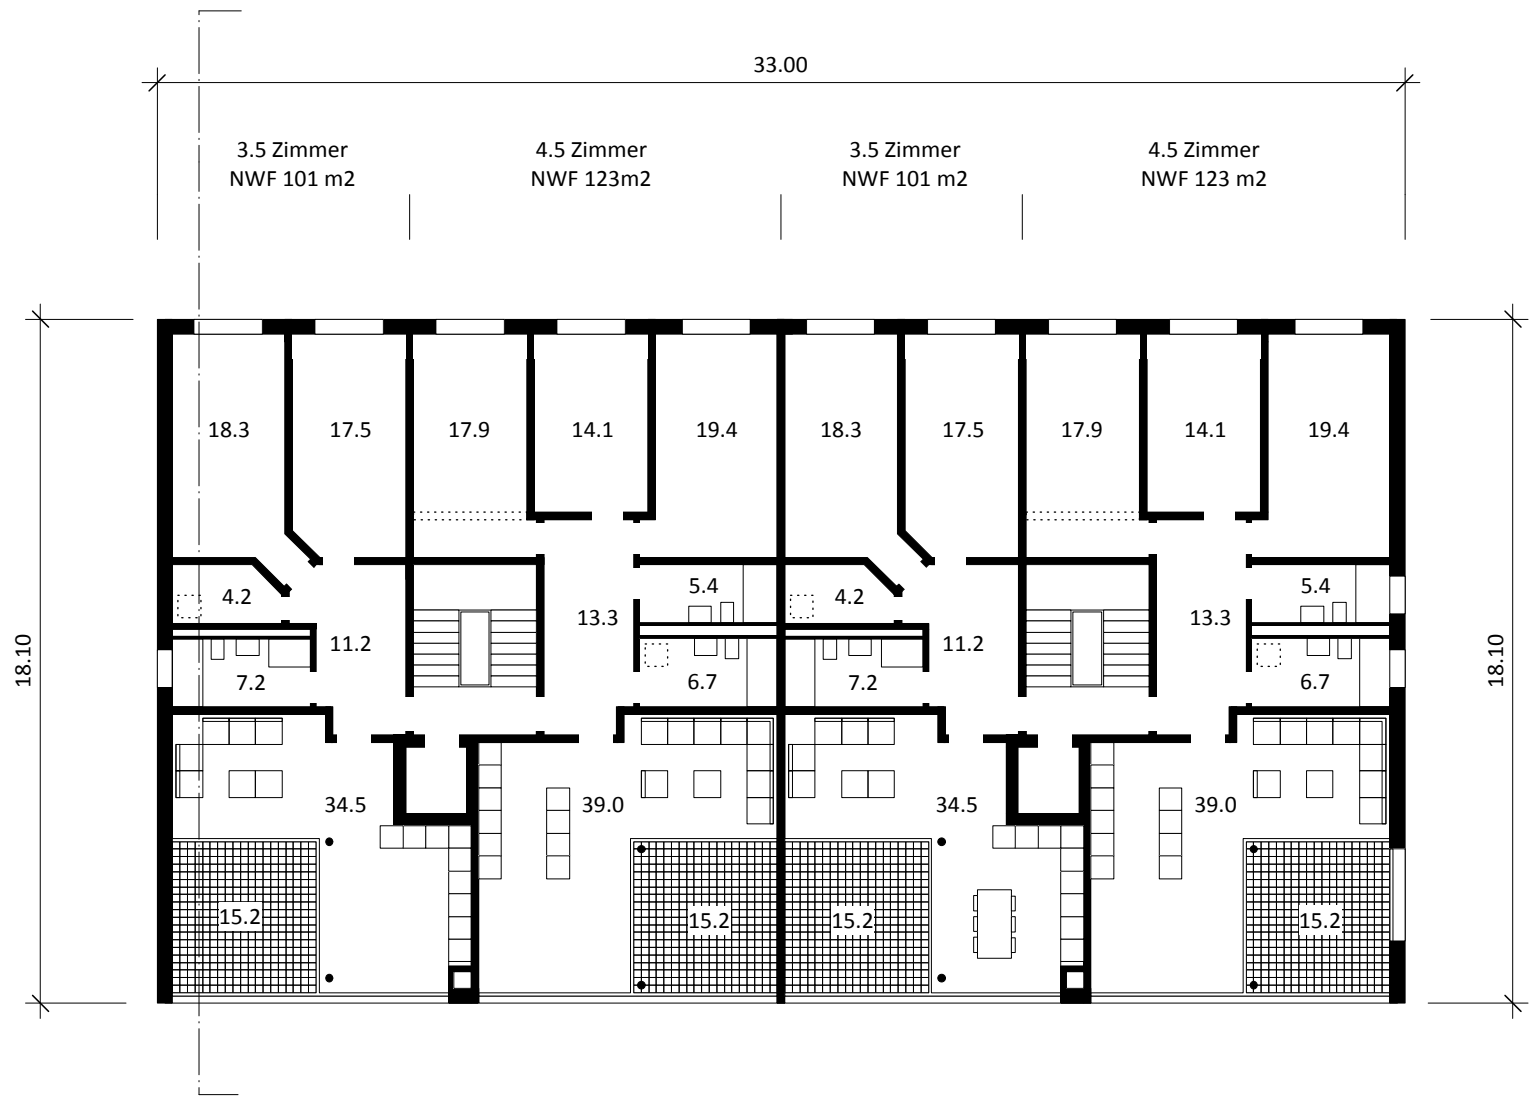 33.00
3.5 Zimmer
NWF 101 m2
4.5 Zimmer
NWF 123m2
3.5 Zimmer
NWF 101 m2
4.5 Zimmer
NWF 123 m2
18.3 17.5 17.9 14.1 19.4 18.3 17.5 17.9 14.1 19.4
4.2 5.4 4.2 5.4
13.3 13.3
11.2 11.2
18.10 18.10
7.2 6.7 7.2 6.7
34.5 39.0 34.5 39.0
15.2 15.2 15.2 15.2